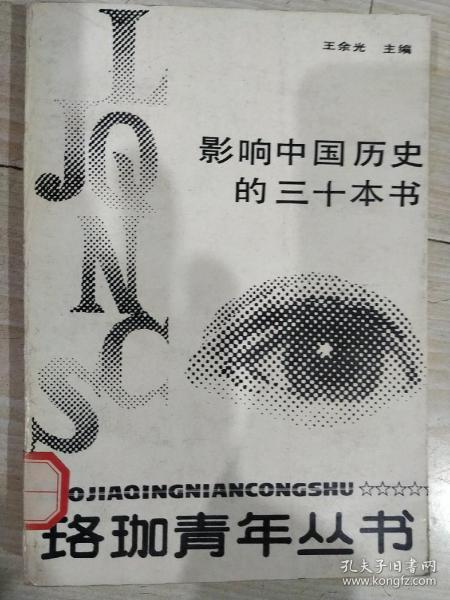 王余光 主编
影响中国历史
的三十本书
L
J Q
N
C
S
OJIAQINGNIANCONGSHU ☆☆☆☆☆
珞珈青年丛书
孔夫子旧书网
www.kongfz.com